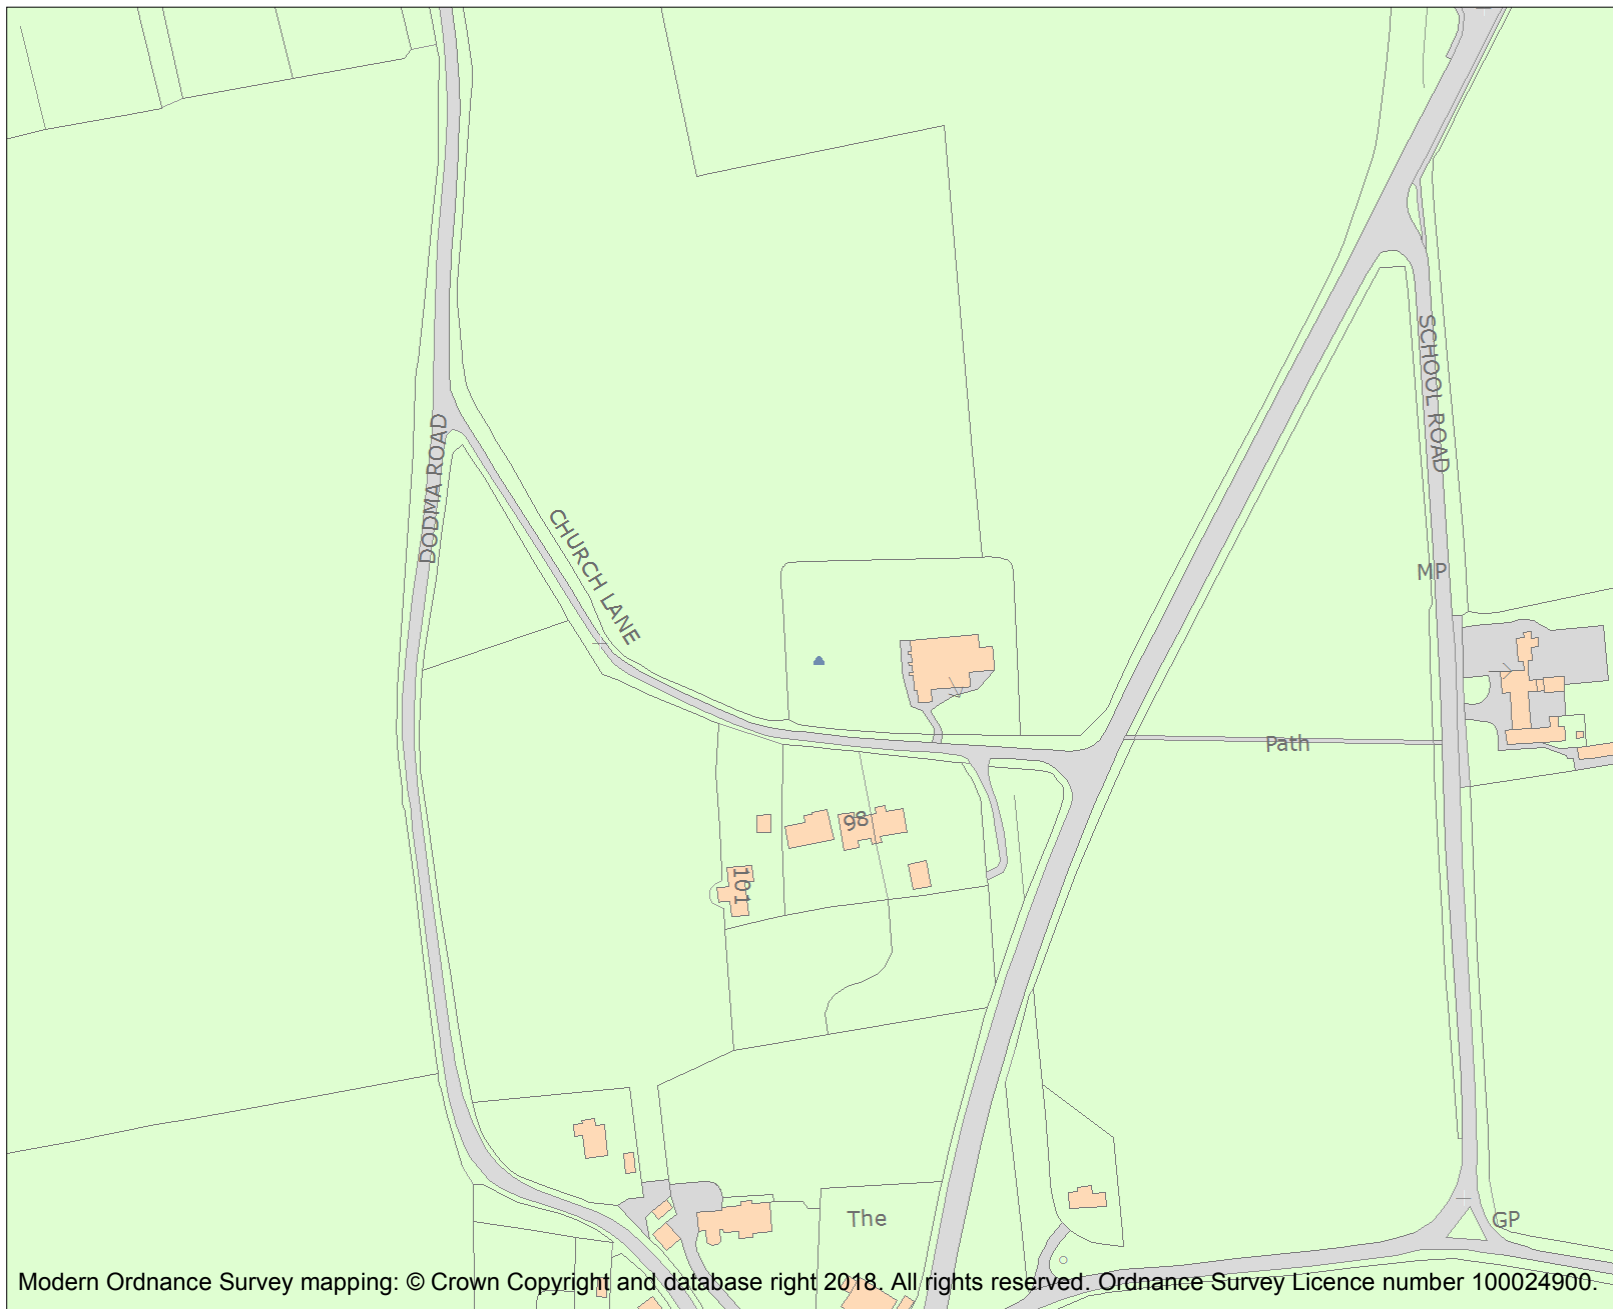 SCHOOL ROAD
DODMA ROAD
CHURCH LANE
MP
Path
98
101
The
GP
Modern Ordnance Survey mapping: © Crown Copyright and database right 2018. All rights reserved. Ordnance Survey Licence number 100024900.